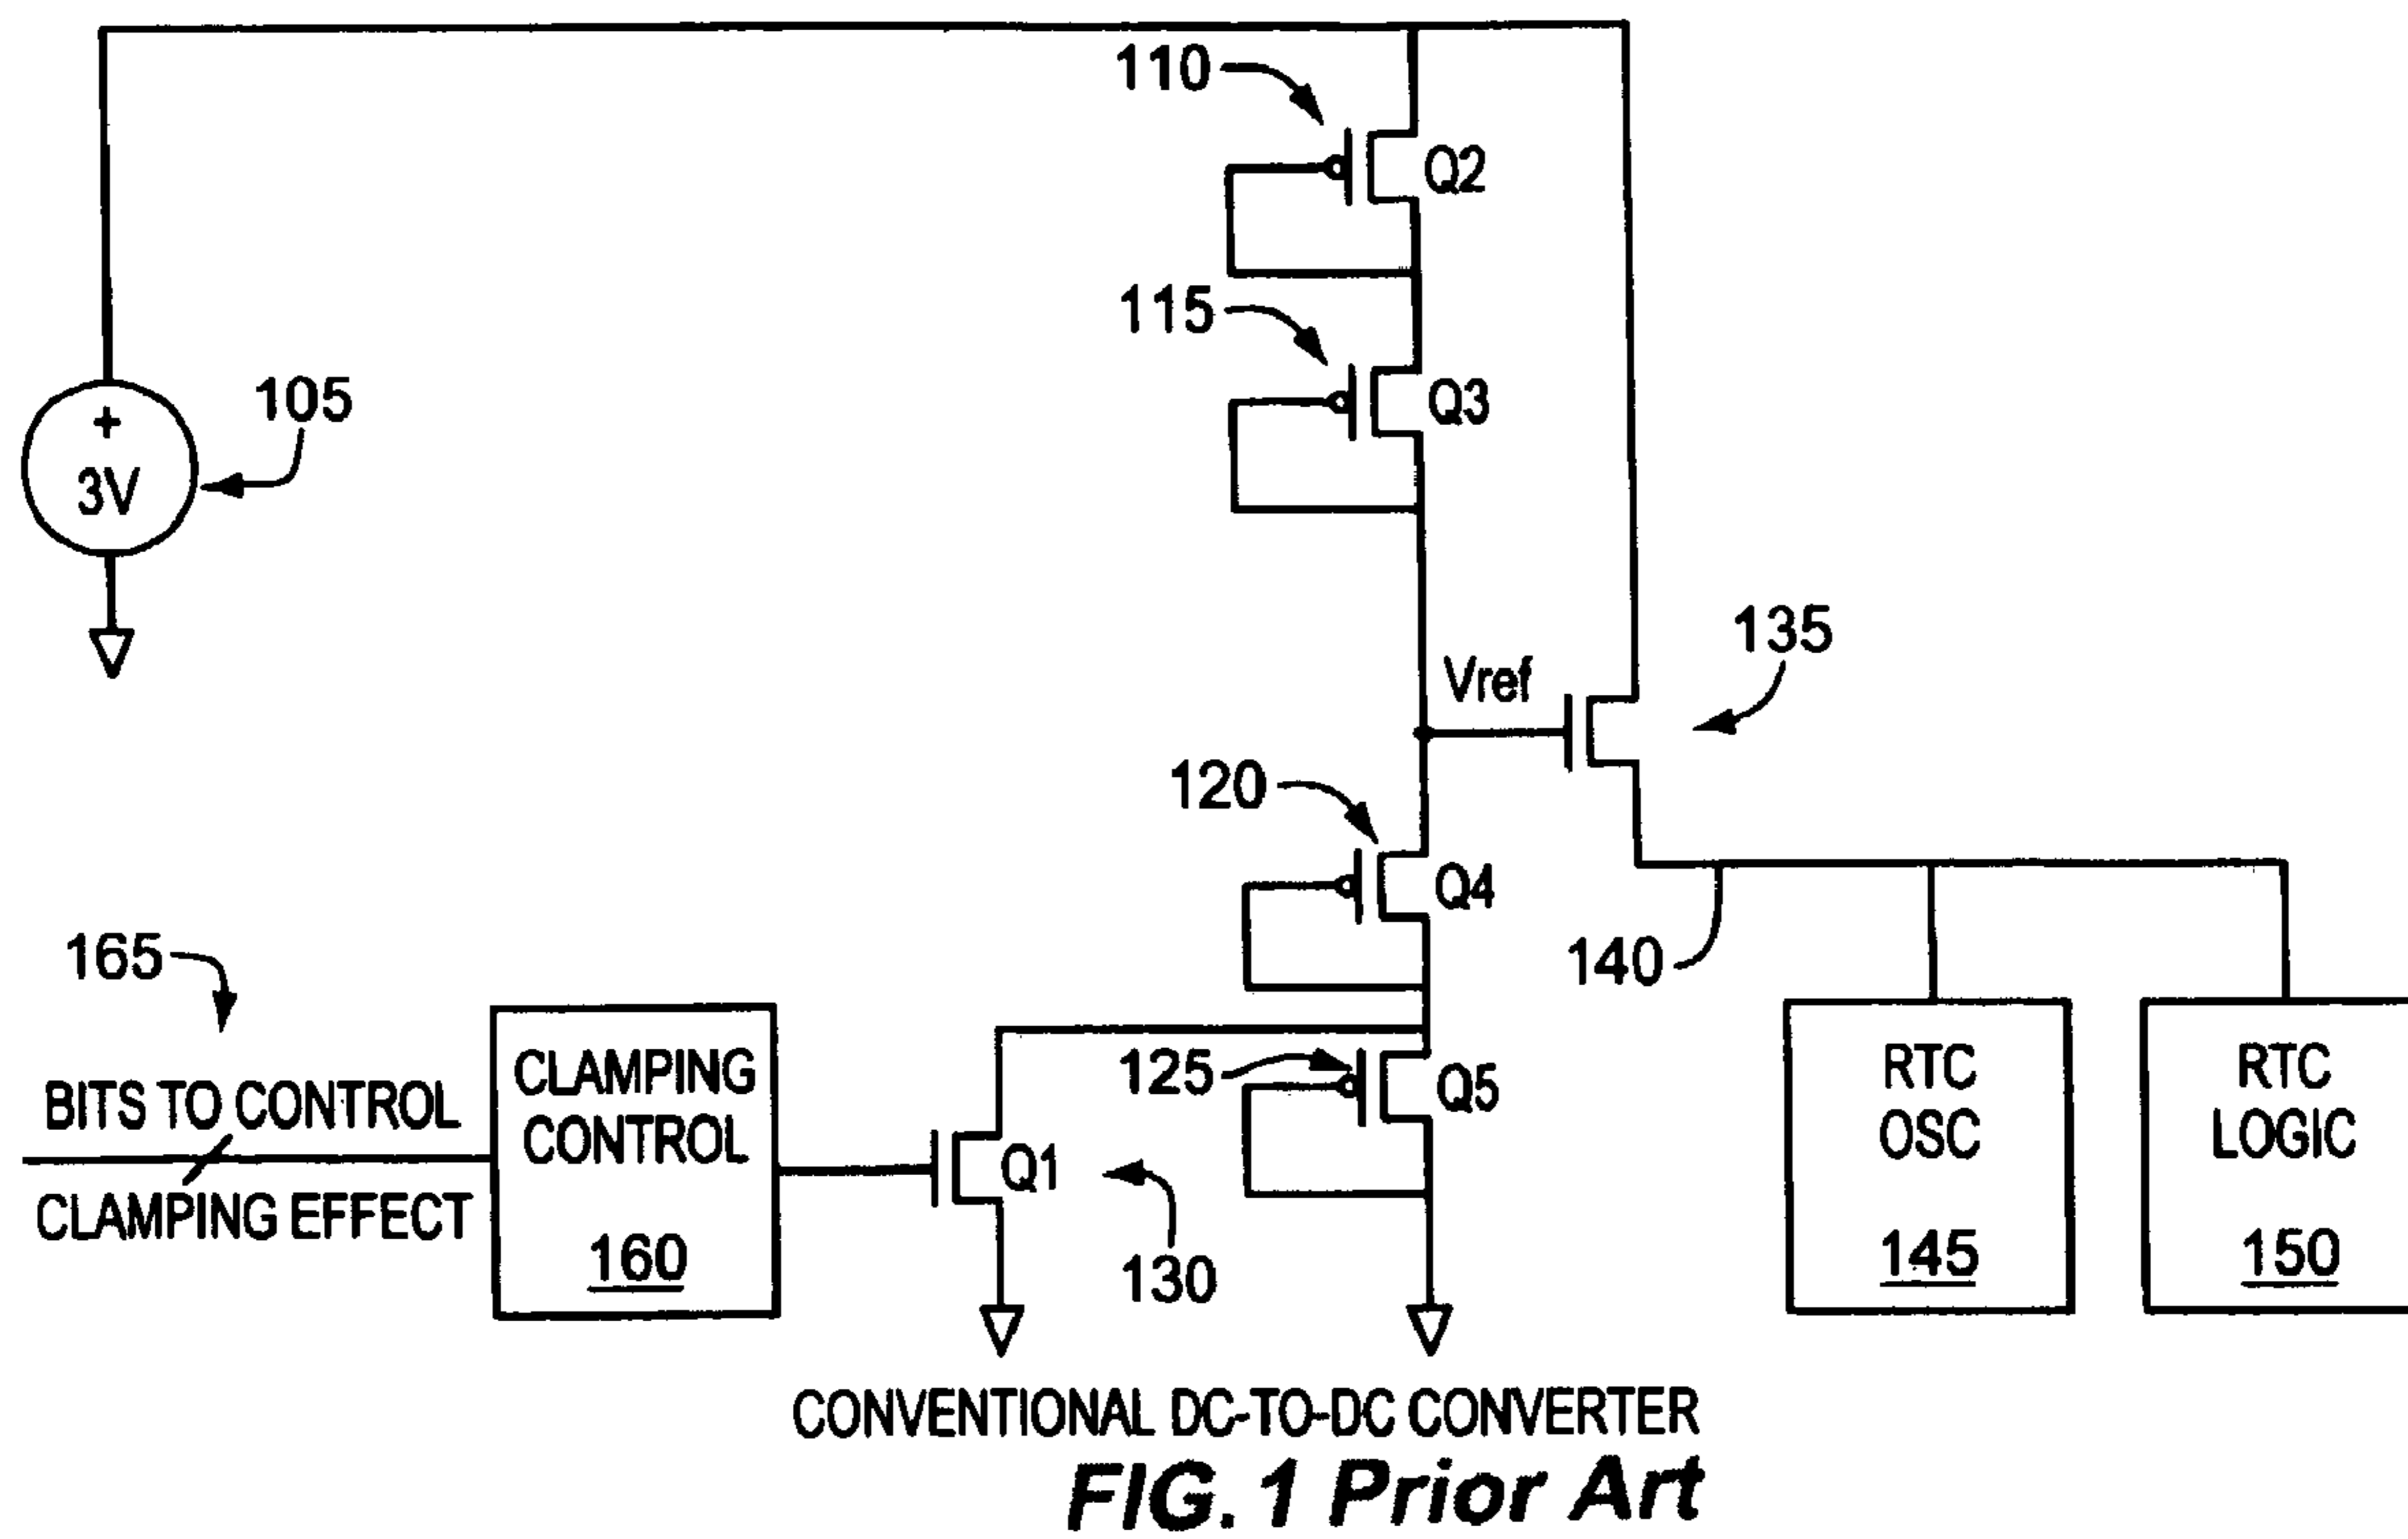 110
Q2
115
Q3
105
+
3V
135
Vref
120
Q4
140
165
125
Q5
BITS TO CONTROL
CLAMPING EFFECT
CLAMPING
CONTROL
160
Q1
130
RTC
OSC
145
RTC
LOGIC
150
CONVENTIONAL DC-TO-DC CONVERTER
FIG. 1 Prior Art